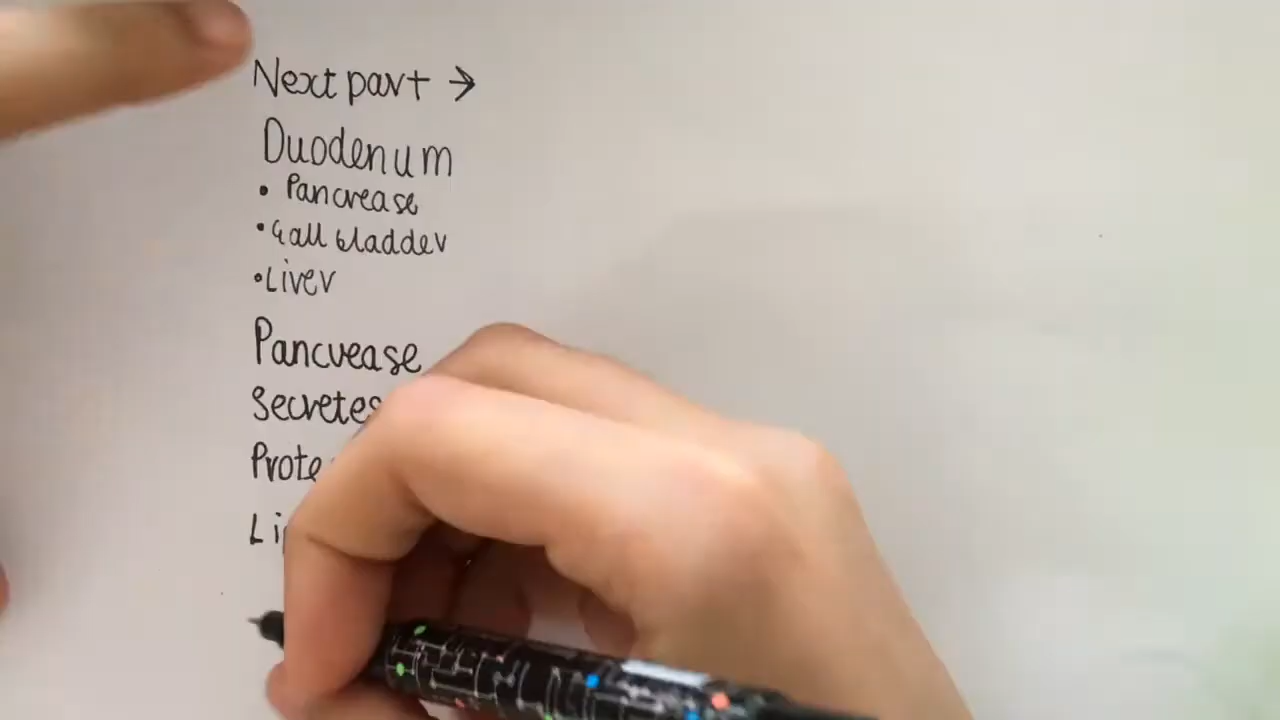 Next part →
Duodenum
• Pancrease
• Gall bladder
• Liver
Pancrease
Secretes